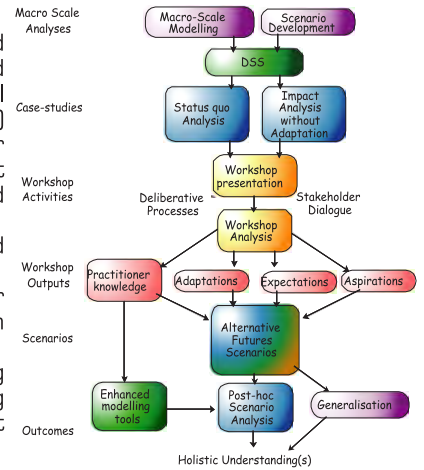 Macro Scale
Analyses
Macro-Scale
Modelling
Scenario
Development
DSS
Case-studies
Status quo
Analysis
Impact
Analysis
without
Adaptation
Workshop
Activities
Workshop
presentation
Deliberative
Processes
Stakeholder
Dialogue
Workshop
Analysis
Workshop
Outputs
Practitioner
knowledge
Adaptations
Expectations
Aspirations
Scenarios
Alternative
Futures
Scenarios
Enhanced
modelling
tools
Post-hoc
Scenario
Analysis
Generalisation
Outcomes
Holistic Understanding(s)